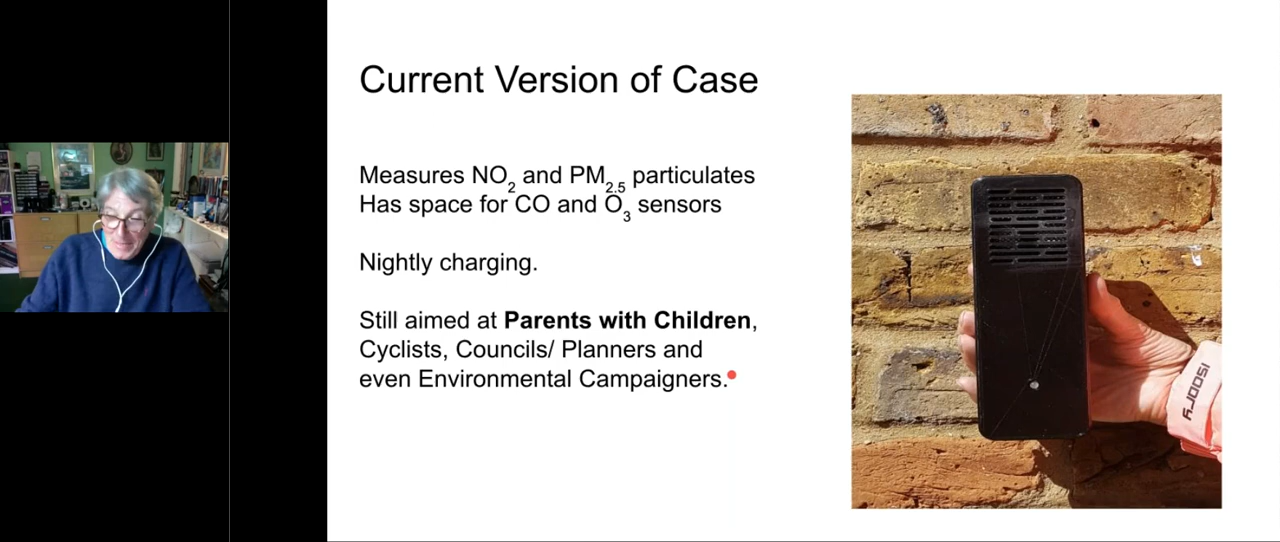 Current Version of Case
Measures NO₂ and PM₂.₅ particulates
Has space for CO and O₃ sensors
Nightly charging.
Still aimed at Parents with Children,
Cyclists, Councils/ Planners and
even Environmental Campaigners.
isodry